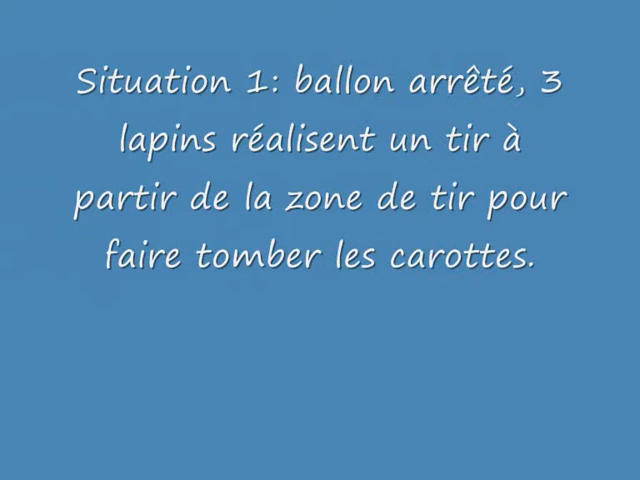 Situation 1: ballon arrêté, 3
lapins réalisent un tir à
partir de la zone de tir pour
faire tomber les carottes.